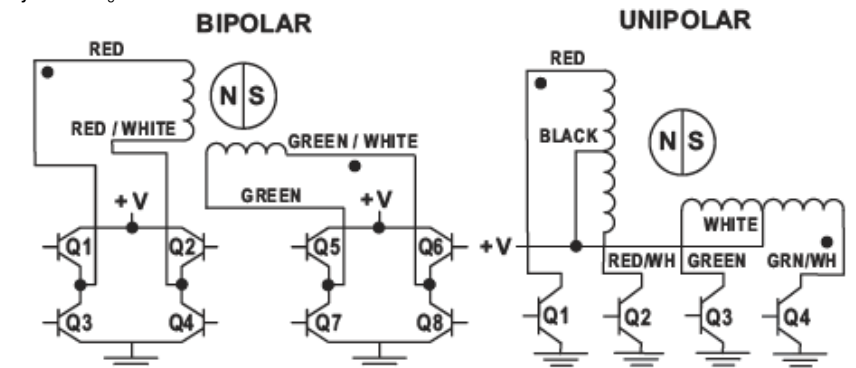 BIPOLAR
UNIPOLAR
RED
RED
N S
RED / WHITE
GREEN / WHITE
BLACK
N S
GREEN
+V
+V
WHITE
Q1
Q2
Q5
Q6
+V
RED/WH
GREEN
GRN/WH
Q3
Q4
Q7
Q8
Q1
Q2
Q3
Q4